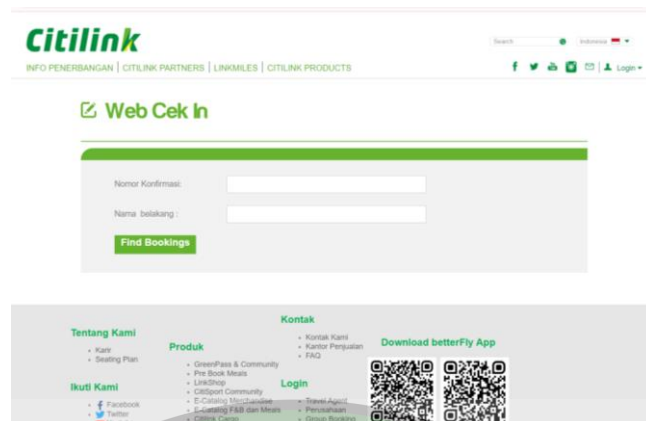 Citilink
Search
Indonesia
INFO PENERBANGAN | CITILINK PARTNERS | LINKMILES | CITILINK PRODUCTS
Login
Web Cek In
Nomor Konfirmasi:
Nama belakang :
Find Bookings
Tentang Kami
Karir
Seating Plan
Ikuti Kami
Facebook
Twitter
Produk
GreenPass & Community
Pre Book Meals
LinkShop
CitiSport Community
E-Catalog Merchandise
E-Catalog F&B dan Meals
Citilink Cargo
Kontak
Kontak Kami
Kantor Penjualan
FAQ
Login
Travel Agent
Perusahaan
Group Booking
Download betterFly App